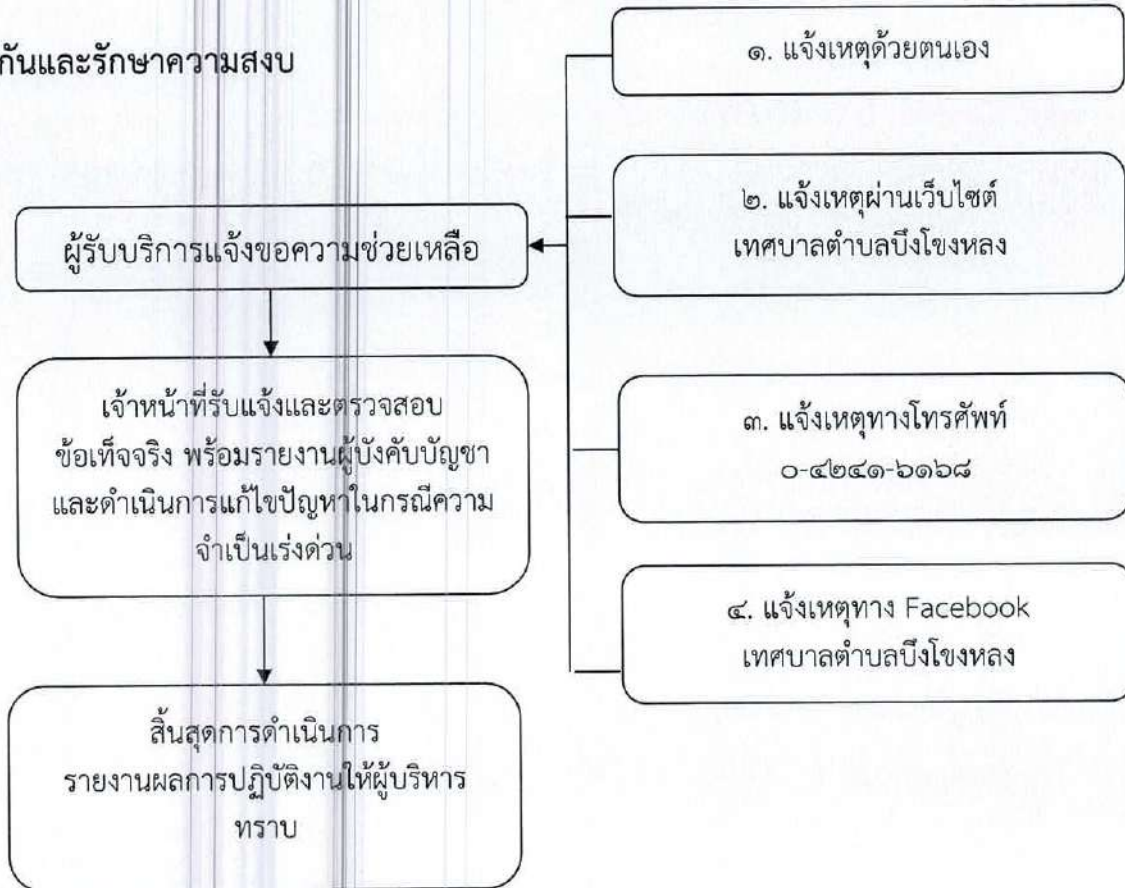 กันและรักษาความสงบ
ผู้รับบริการแจ้งขอความช่วยเหลือ
เจ้าหน้าที่รับแจ้งและตรวจสอบ
ข้อเท็จจริง พร้อมรายงานผู้บังคับบัญชา
และดำเนินการแก้ไขปัญหาในกรณีความ
จำเป็นเร่งด่วน
สิ้นสุดการดำเนินการ
รายงานผลการปฏิบัติงานให้ผู้บริหาร
ทราบ
๑. แจ้งเหตุด้วยตนเอง
๒. แจ้งเหตุผ่านเว็บไซต์
เทศบาลตำบลบึงโขงหลง
๓. แจ้งเหตุทางโทรศัพท์
๐-๔๒๔๑-๖๑๖๘
๔. แจ้งเหตุทาง Facebook
เทศบาลตำบลบึงโขงหลง